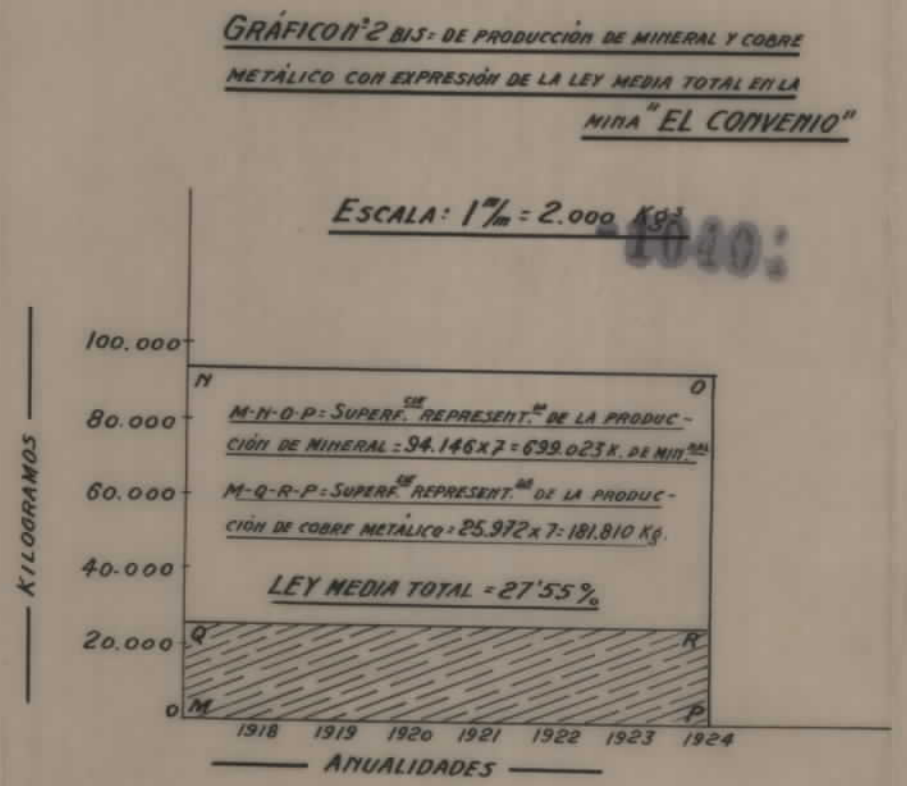 GRÁFICO Nº 2 BIS: DE PRODUCCIÓN DE MINERAL Y COBRE
METÁLICO CON EXPRESIÓN DE LA LEY MEDIA TOTAL EN LA
MINA "EL CONVENIO"
ESCALA: 1 m/m = 2.000 Kgs
1040
KILOGRAMOS
100.000
80.000
60.000
40.000
20.000
0
N O
M-N-O-P = SUPERF.CIE REPRESENT.VA DE LA PRODUC-
CIÓN DE MINERAL = 94.146 x 7 = 699.023 K. DE MIN.RAL
M-Q-R-P = SUPERF.CIE REPRESENT.VA DE LA PRODUC-
CIÓN DE COBRE METÁLICO = 25.972 x 7 = 181.810 Kg.
LEY MEDIA TOTAL = 27'55%
Q R
M P
1918 1919 1920 1921 1922 1923 1924
ANUALIDADES